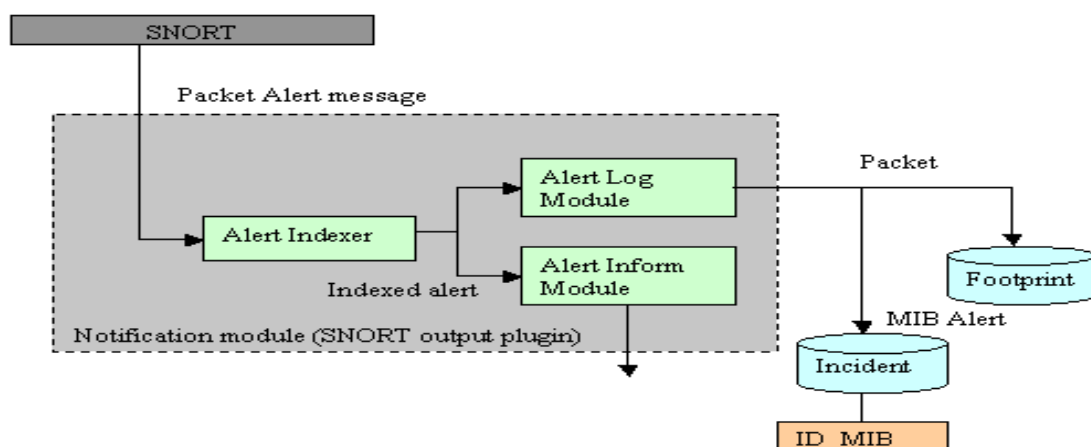 SNORT
Packet Alert message
Alert Log
Module
Packet
Alert Indexer
Alert Inform
Module
Indexed alert
Footprint
Notification module (SNORT output plugin)
MIB Alert
Incident
ID_MIB